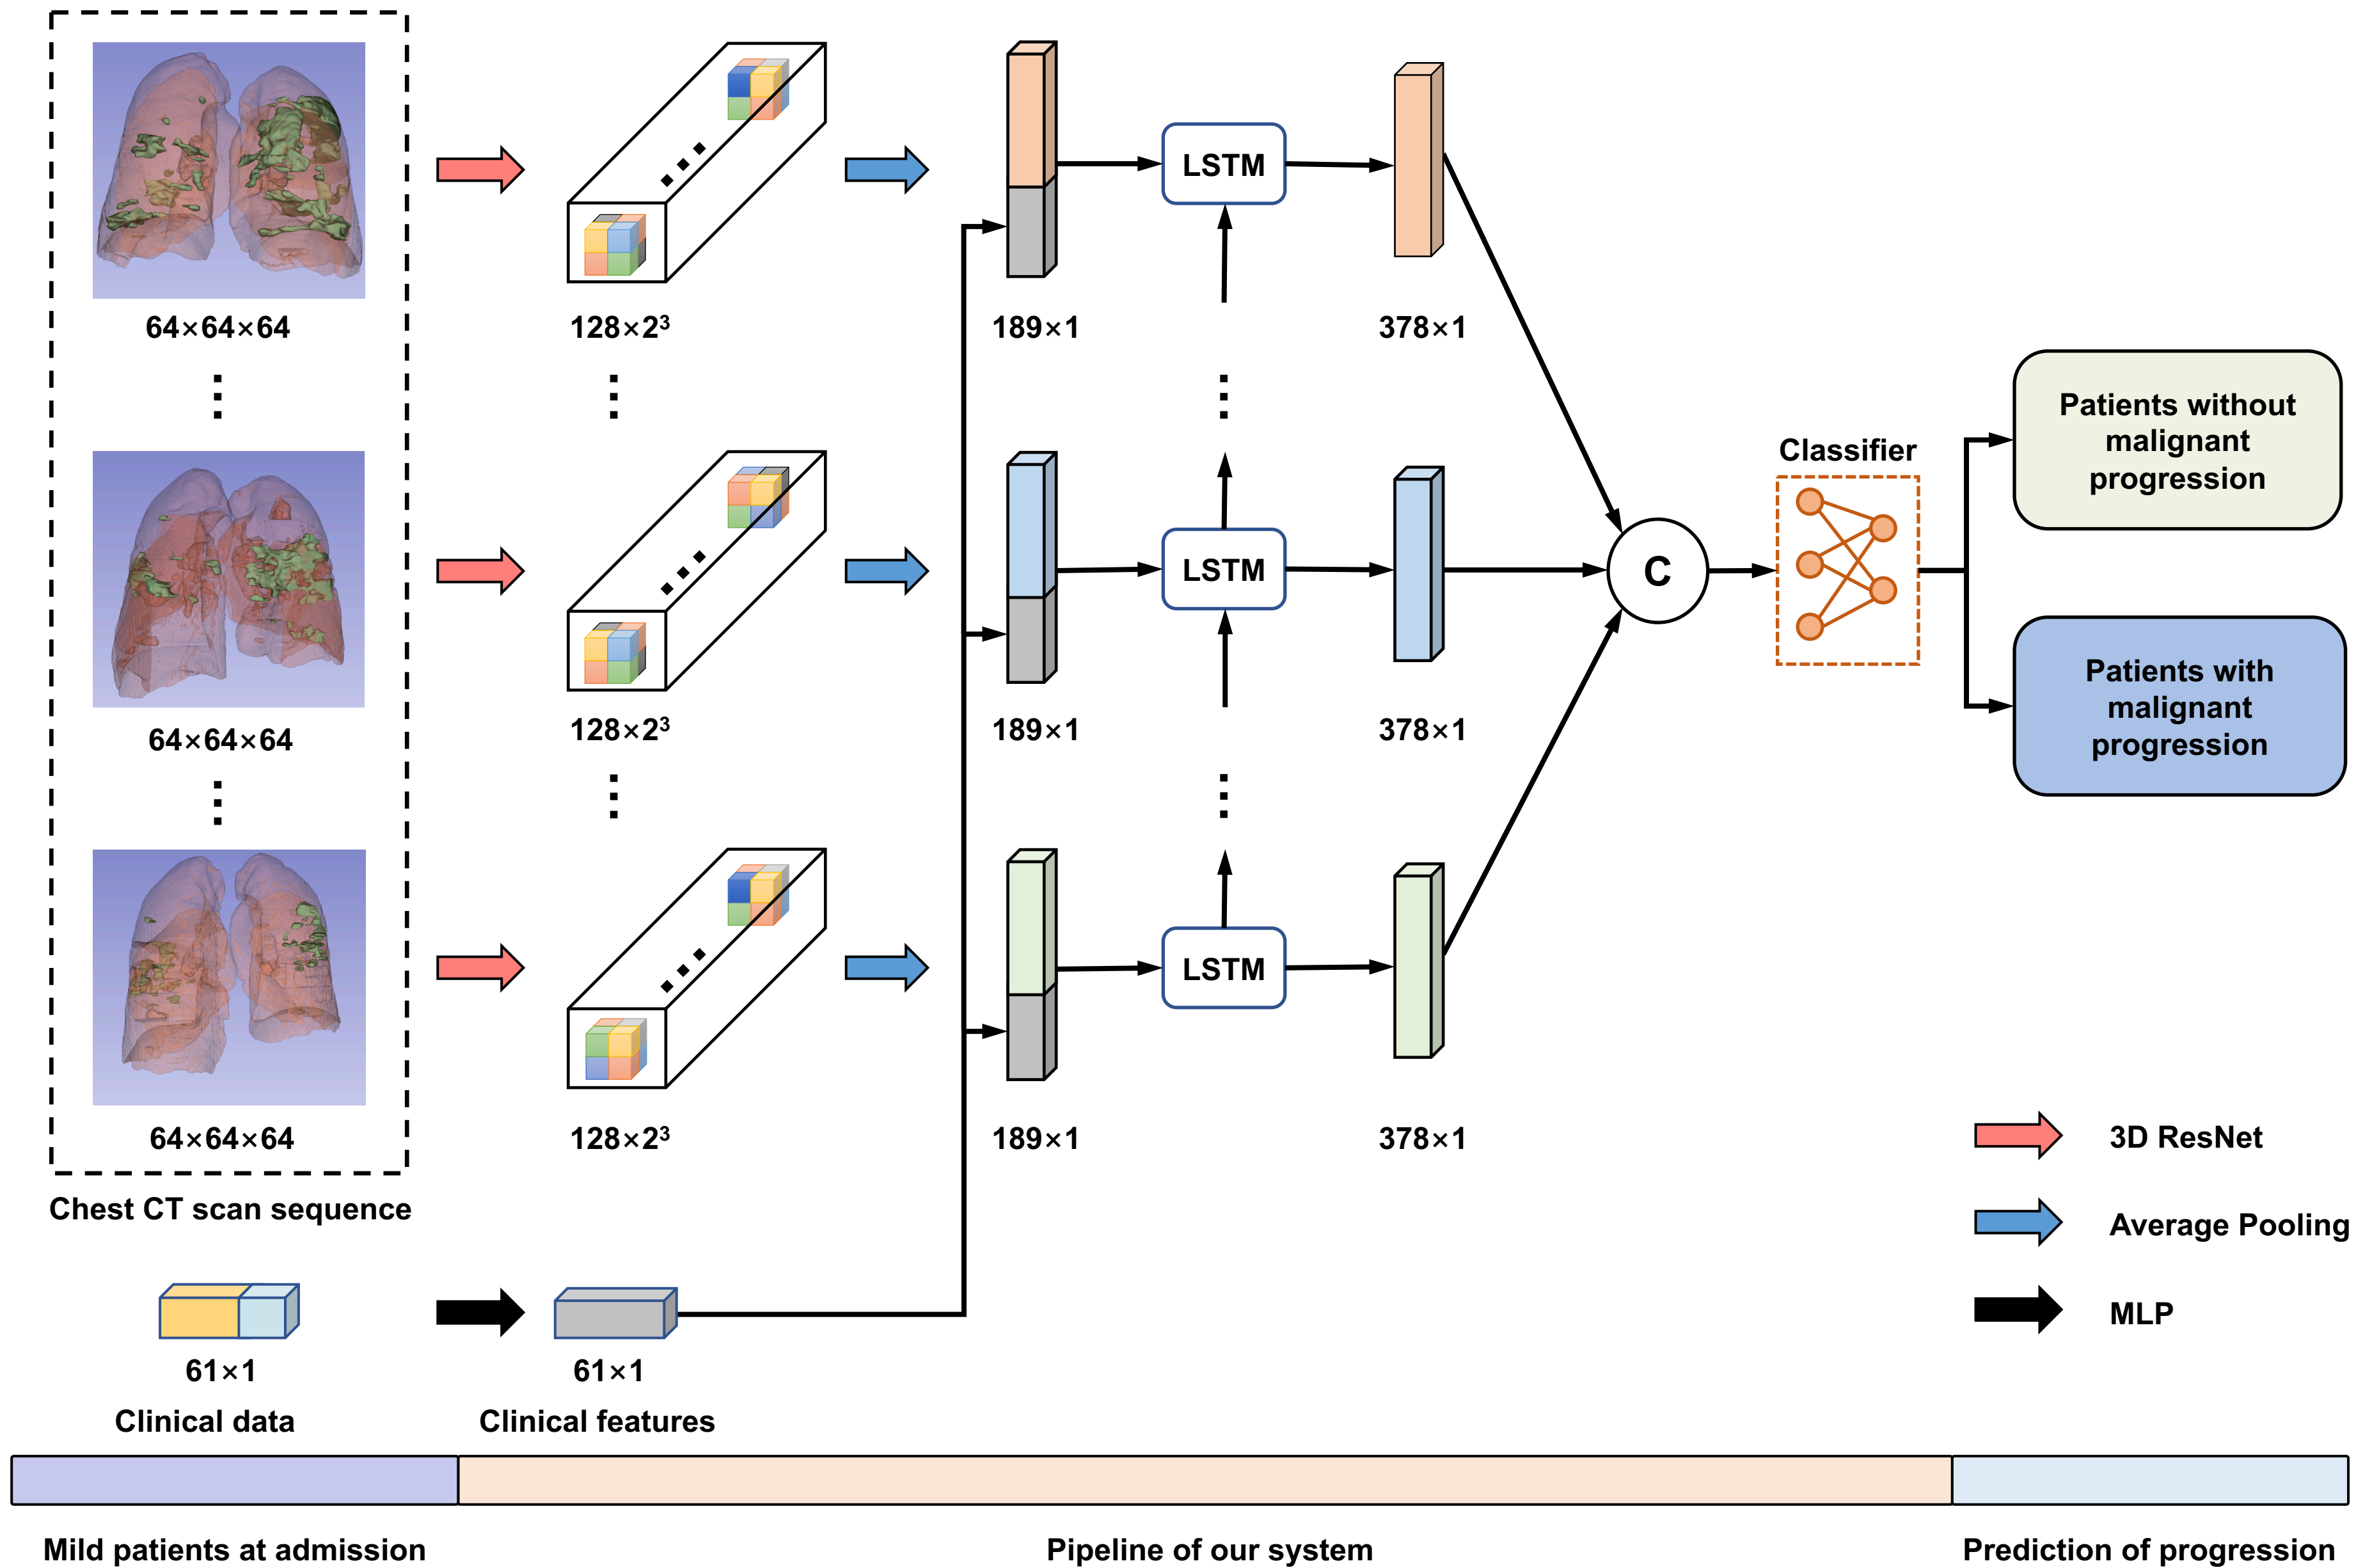 64×64×64
128×2³
189×1
LSTM
378×1
64×64×64
128×2³
189×1
LSTM
378×1
C
Classifier
Patients without
malignant
progression
Patients with
malignant
progression
64×64×64
128×2³
189×1
LSTM
378×1
Chest CT scan sequence
3D ResNet
Average Pooling
MLP
61×1
61×1
Clinical data
Clinical features
Mild patients at admission
Pipeline of our system
Prediction of progression